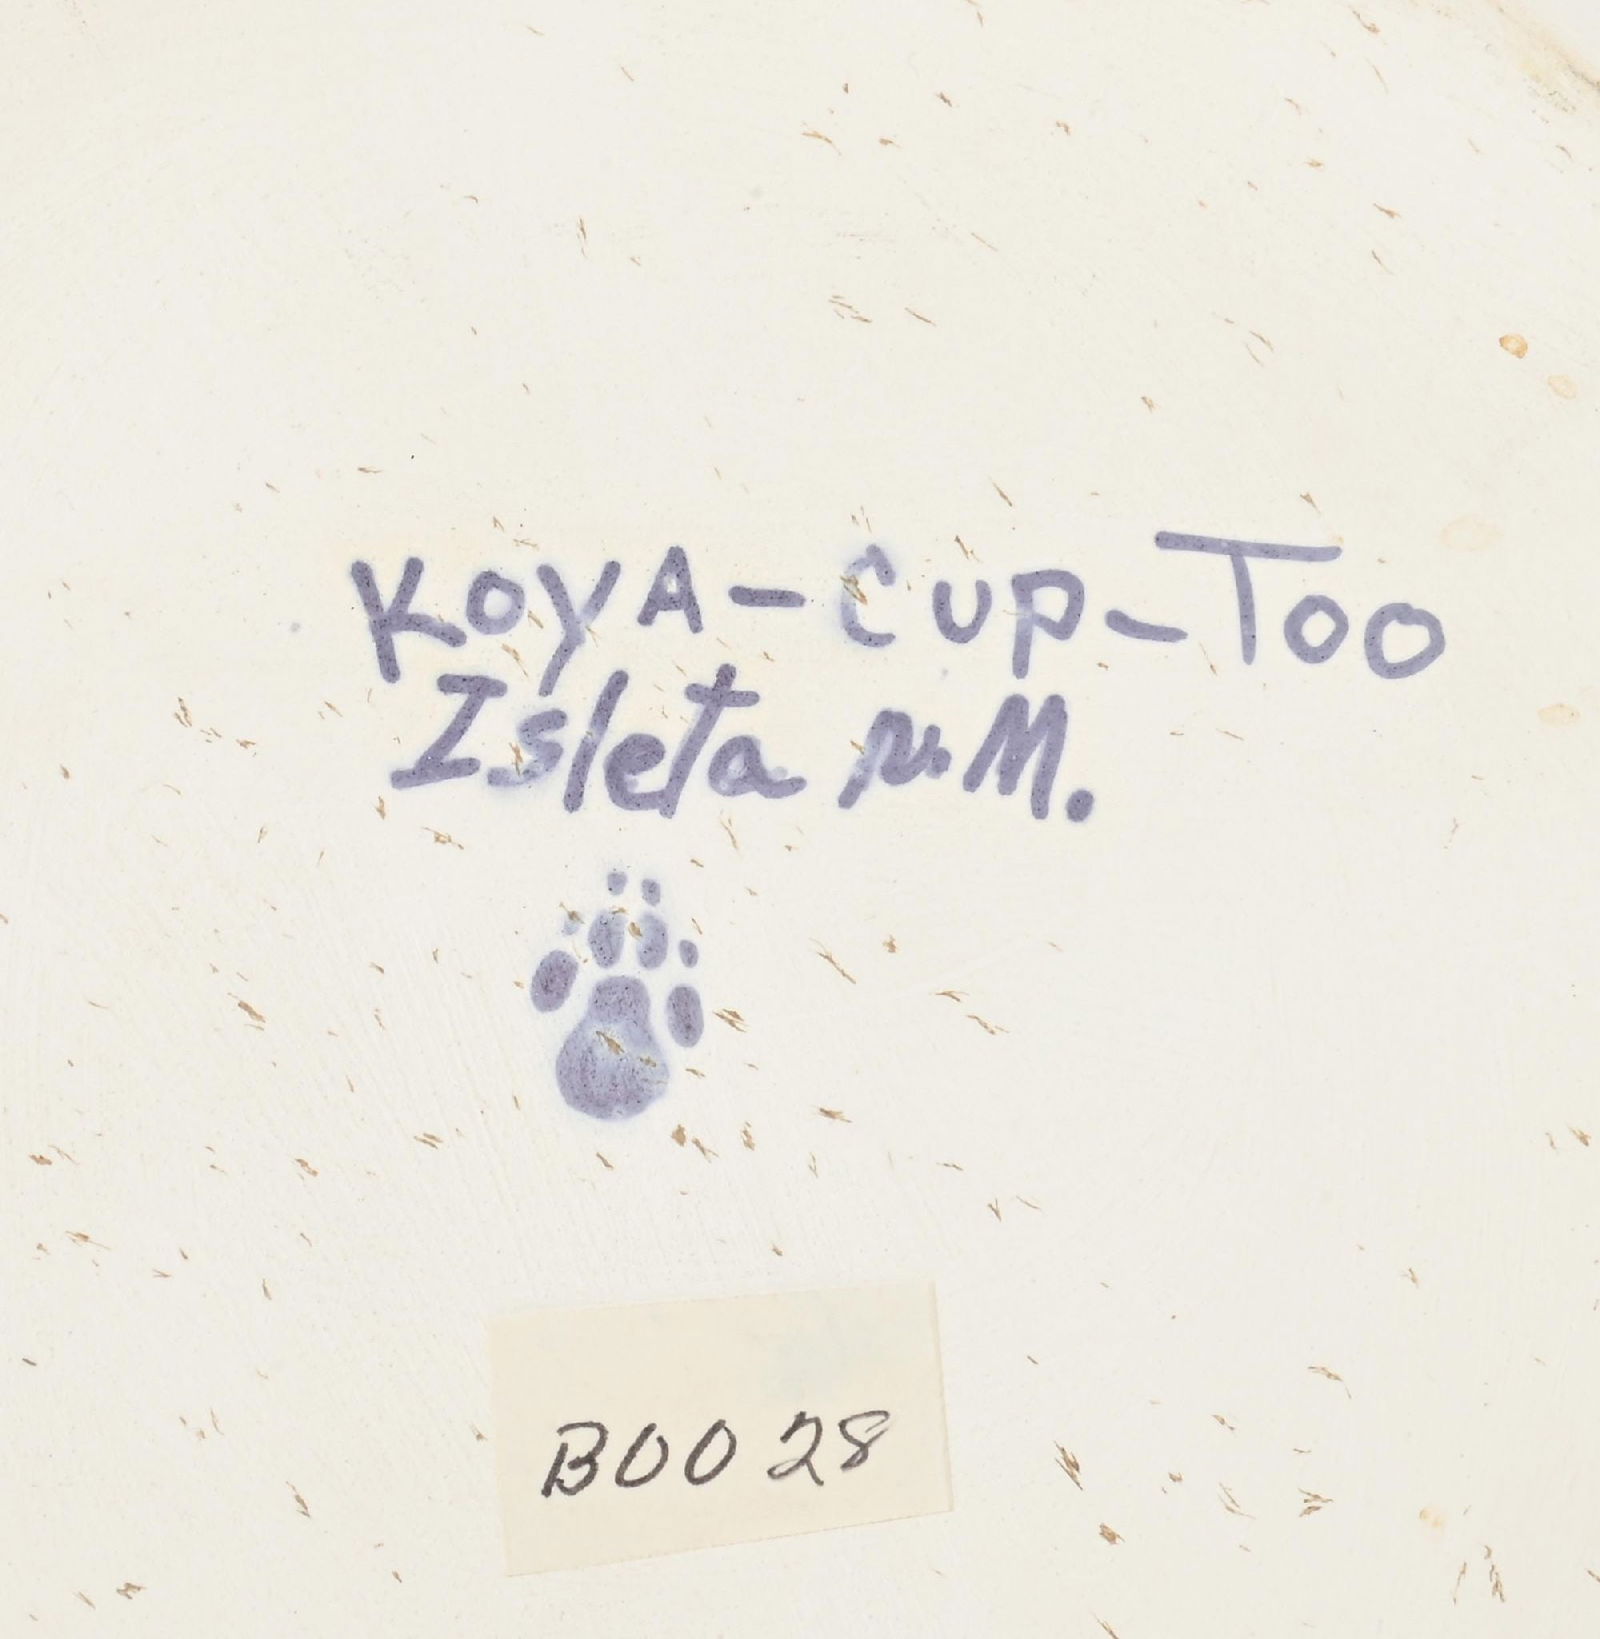 KOYA-CUP-TOO
Isleta N.M.
B0028